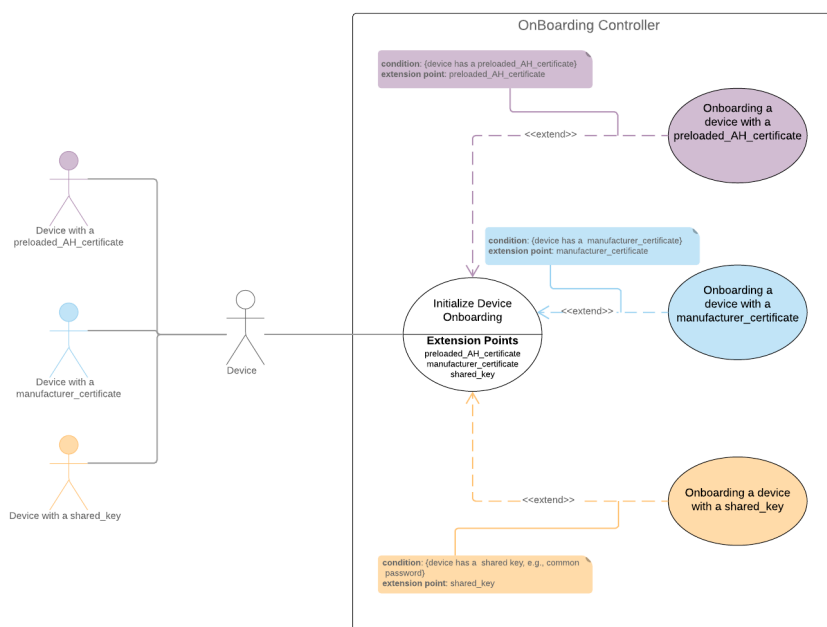 OnBoarding Controller
condition: {device has a preloaded_AH_certificate}
extension point: preloaded_AH_certificate
Onboarding a
device with a
preloaded_AH_certificate
<<extend>>
Device with a
preloaded_AH_certificate
condition: {device has a  manufacturer_certificate}
extension point: manufacturer_certificate
Onboarding a
device with a
manufacturer_certificate
<<extend>>
Initialize Device
Onboarding
Extension Points
preloaded_AH_certificate
manufacturer_certificate
shared_key
Device
Device with a
manufacturer_certificate
Device with a shared_key
Onboarding a device
with a shared_key
<<extend>>
condition: {device has a  shared key, e.g., common
password}
extension point: shared_key